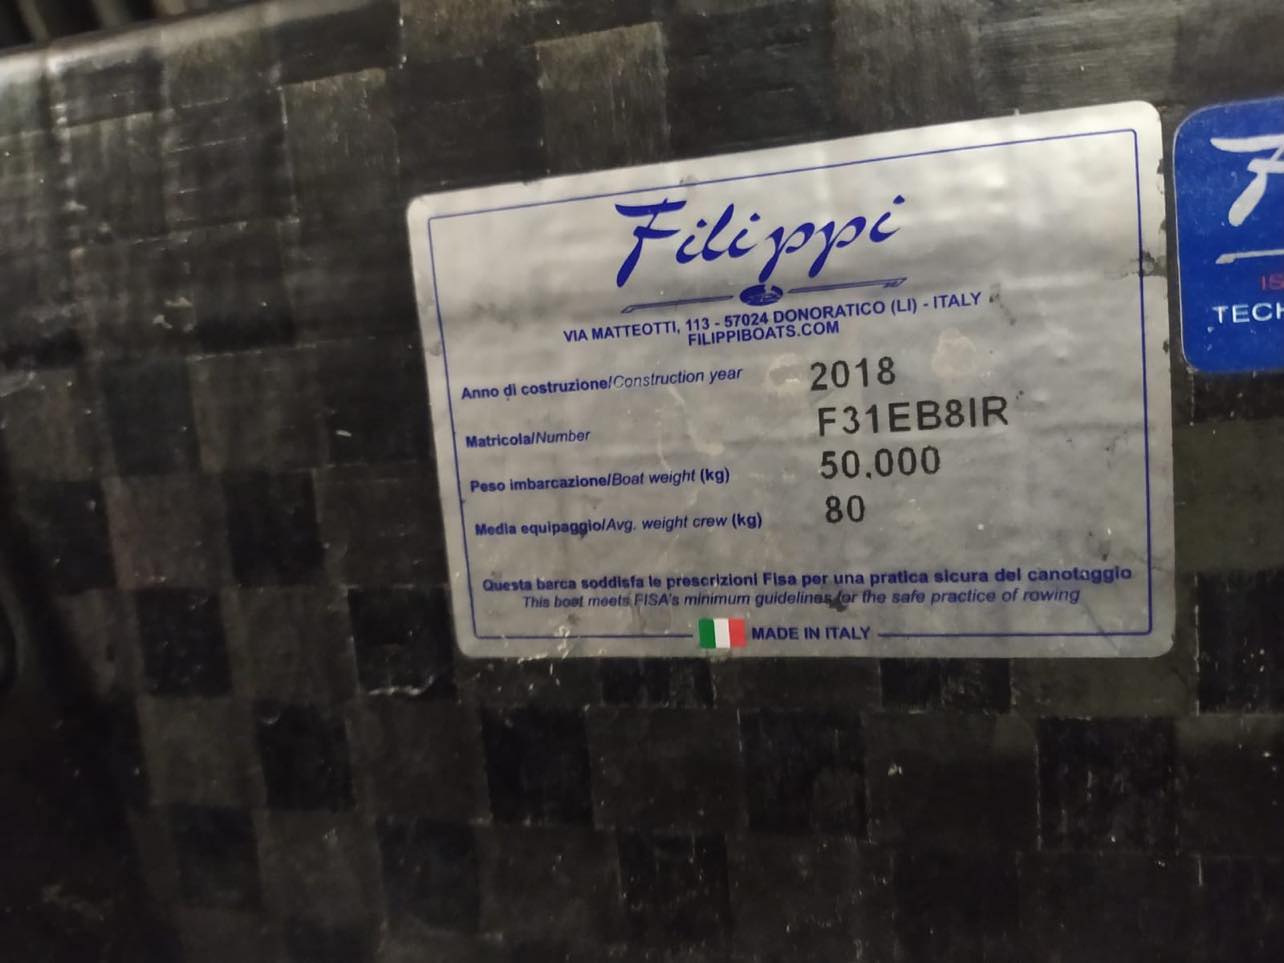 Filippi
VIA MATTEOTTI, 113 - 57024 DONORATICO (LI) - ITALY
FILIPPIBOATS.COM
Anno di costruzione/Construction year 2018
Matricola/Number F31EB8IR
Peso imbarcazione/Boat weight (kg) 50.000
Media equipaggio/Avg. weight crew (kg) 80
Questa barca soddisfa le prescrizioni Fisa per una pratica sicura del canotaggio
This boat meets FISA's minimum guidelines for the safe practice of rowing
MADE IN ITALY
F
IS
TECH